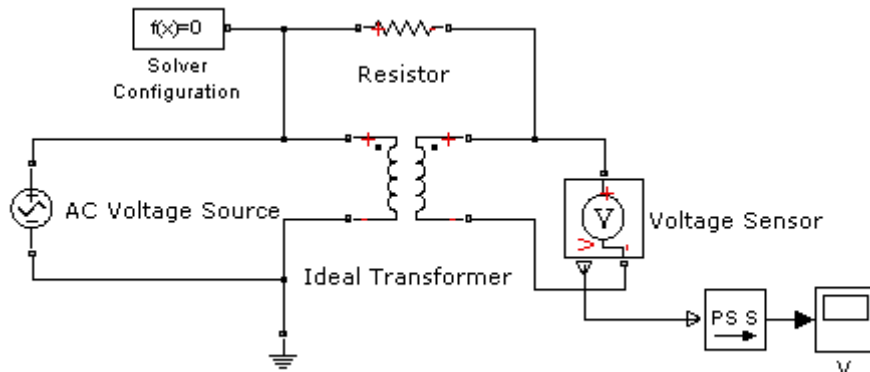 f(x)=0
Solver
Configuration
Resistor
AC Voltage Source
Ideal Transformer
V
V
Voltage Sensor
PS S
V